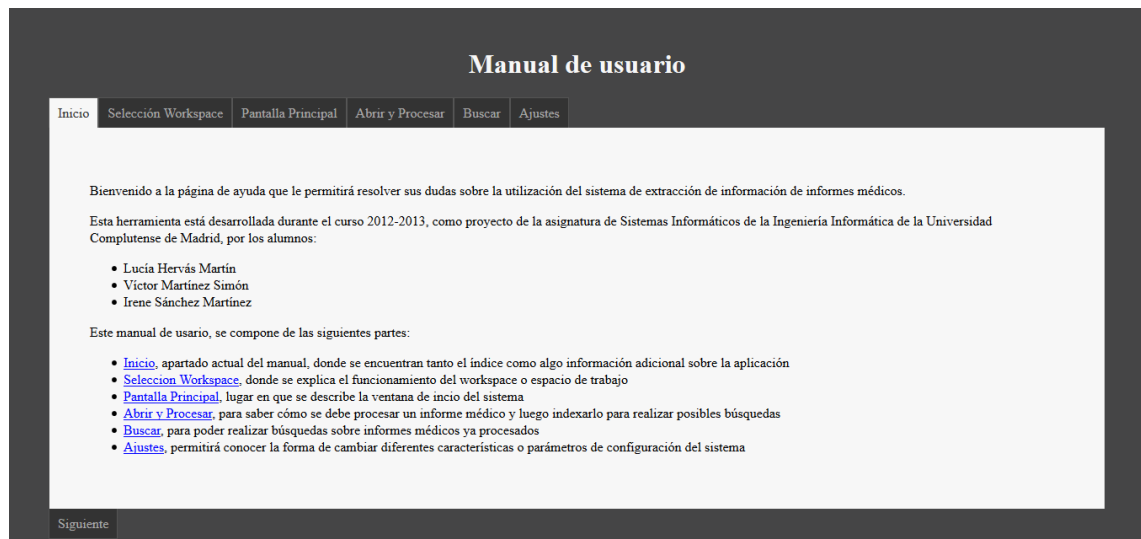 Manual de usuario
Inicio Selección Workspace Pantalla Principal Abrir y Procesar Buscar Ajustes
Bienvenido a la página de ayuda que le permitirá resolver sus dudas sobre la utilización del sistema de extracción de información de informes médicos.
Esta herramienta está desarrollada durante el curso 2012-2013, como proyecto de la asignatura de Sistemas Informáticos de la Ingeniería Informática de la Universidad
Complutense de Madrid, por los alumnos:
• Lucía Hervás Martín
• Víctor Martínez Simón
• Irene Sánchez Martínez
Este manual de usario, se compone de las siguientes partes:
• Inicio, apartado actual del manual, donde se encuentran tanto el índice como algo información adicional sobre la aplicación
• Seleccion Workspace, donde se explica el funcionamiento del workspace o espacio de trabajo
• Pantalla Principal, lugar en que se describe la ventana de incio del sistema
• Abrir y Procesar, para saber cómo se debe procesar un informe médico y luego indexarlo para realizar posibles búsquedas
• Buscar, para poder realizar búsquedas sobre informes médicos ya procesados
• Ajustes, permitirá conocer la forma de cambiar diferentes características o parámetros de configuración del sistema
Siguiente